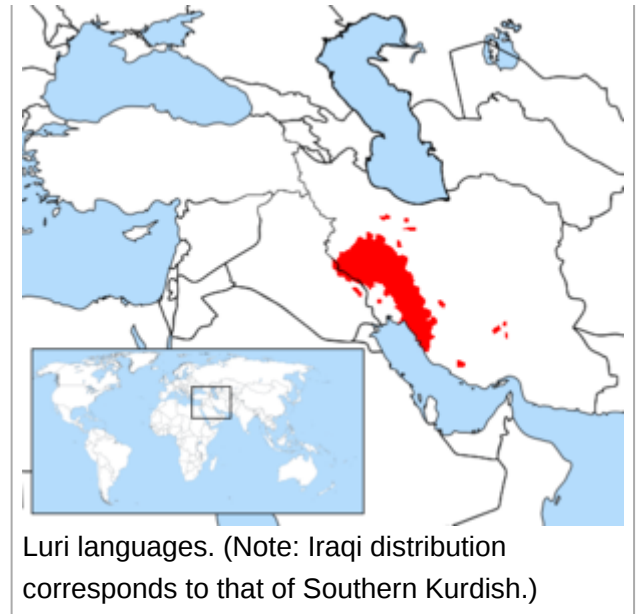 Luri languages. (Note: Iraqi distribution
corresponds to that of Southern Kurdish.)